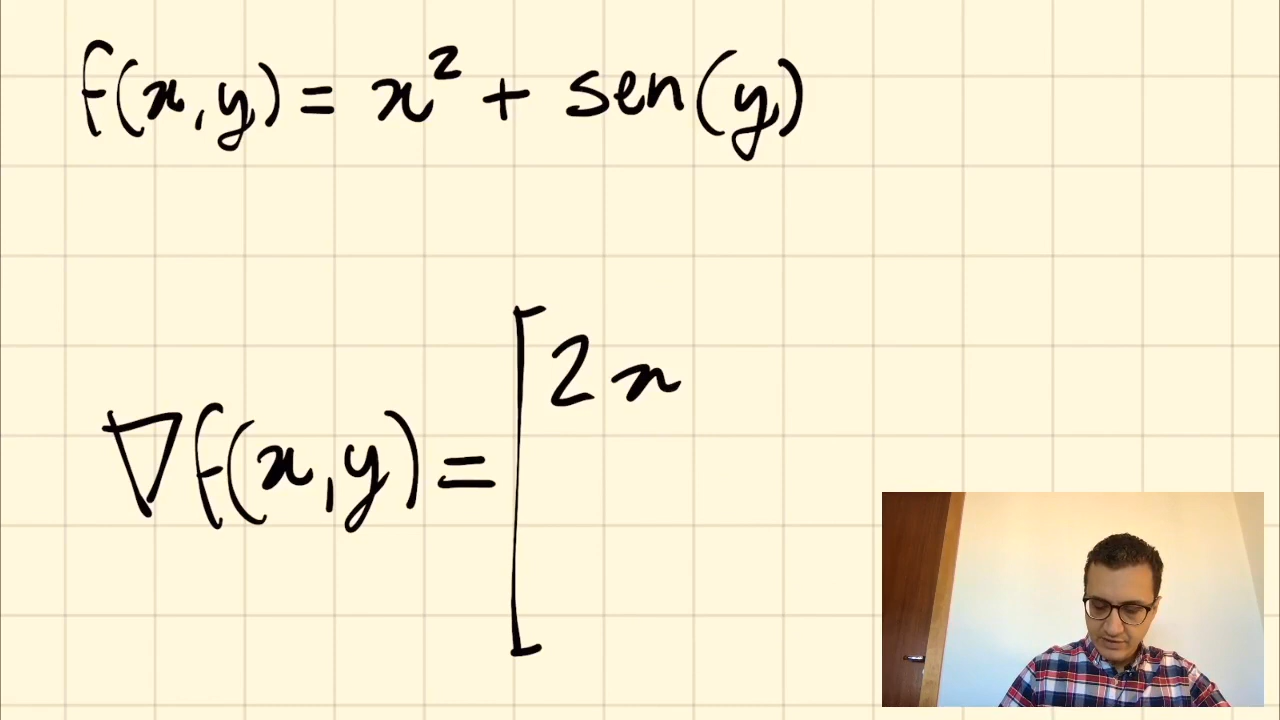 f(x,y) = x² + sen(y)
∇f(x,y) = [2x